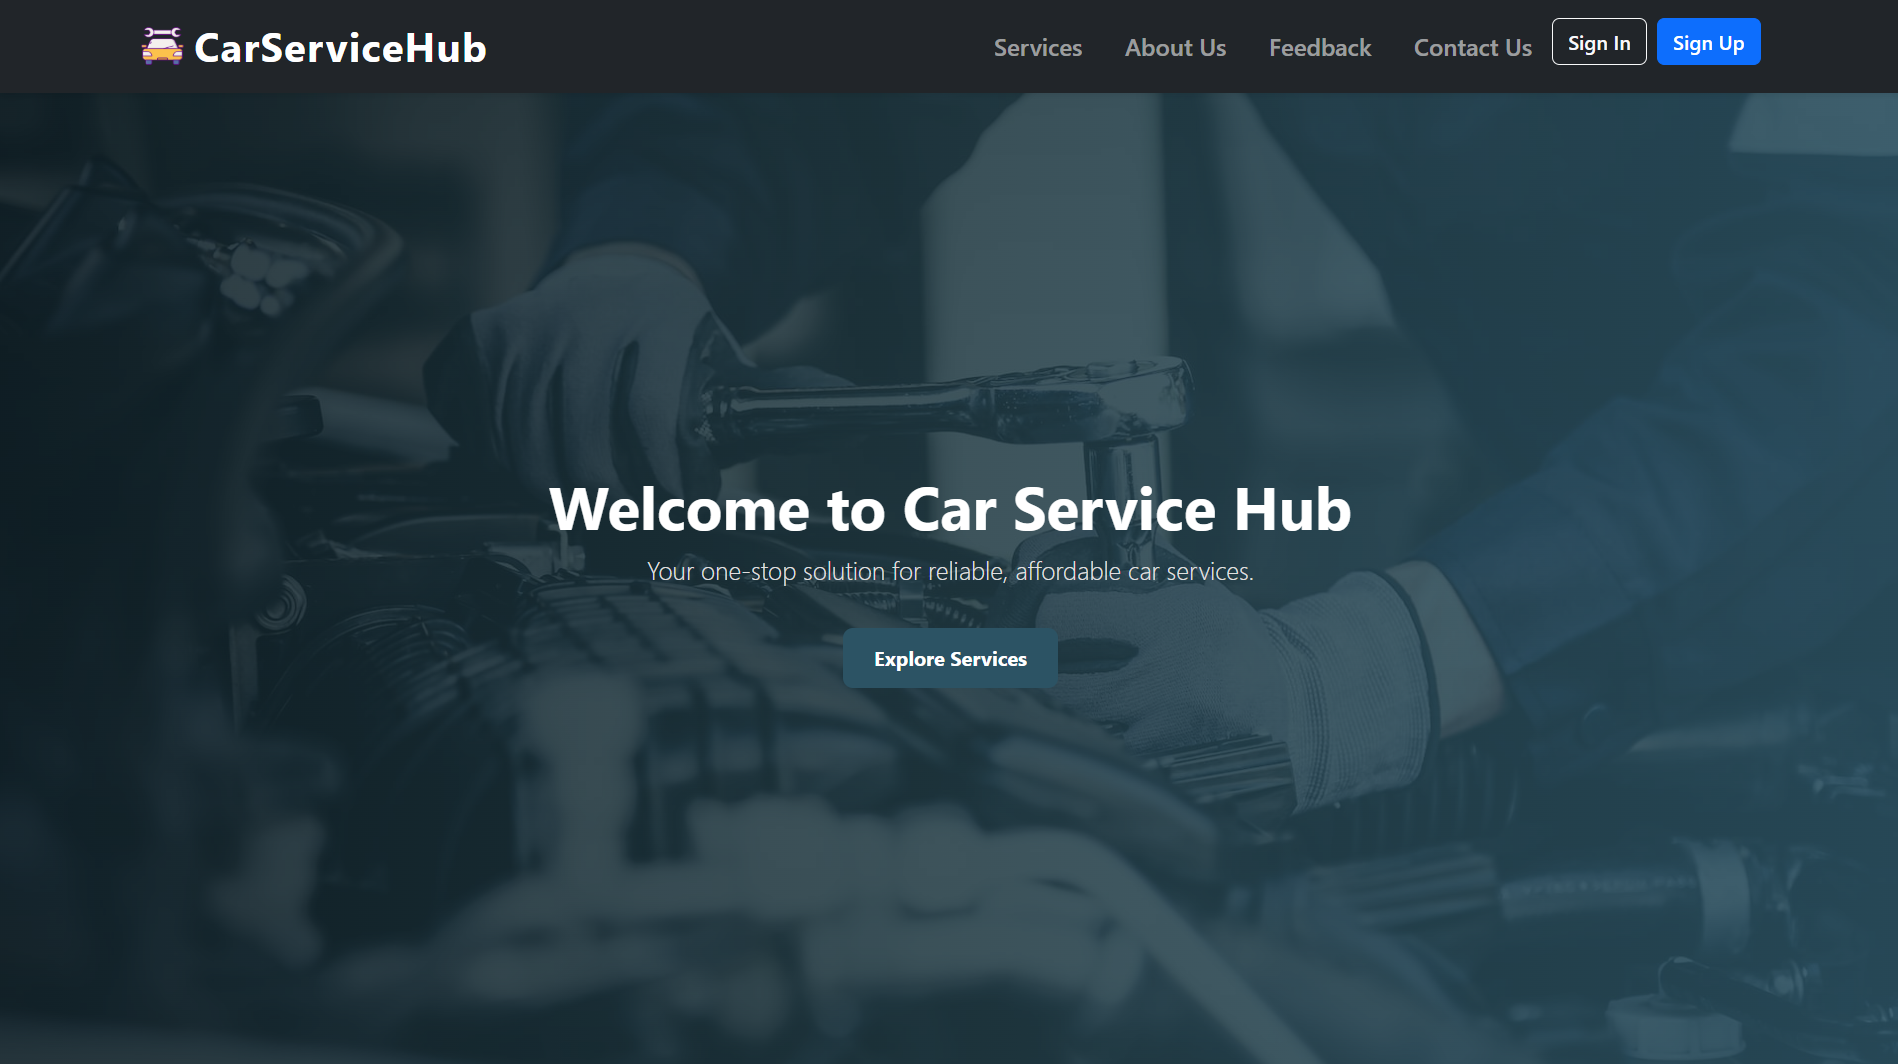 CarServiceHub
Services About Us Feedback Contact Us Sign In Sign Up
Welcome to Car Service Hub
Your one-stop solution for reliable, affordable car services.
Explore Services